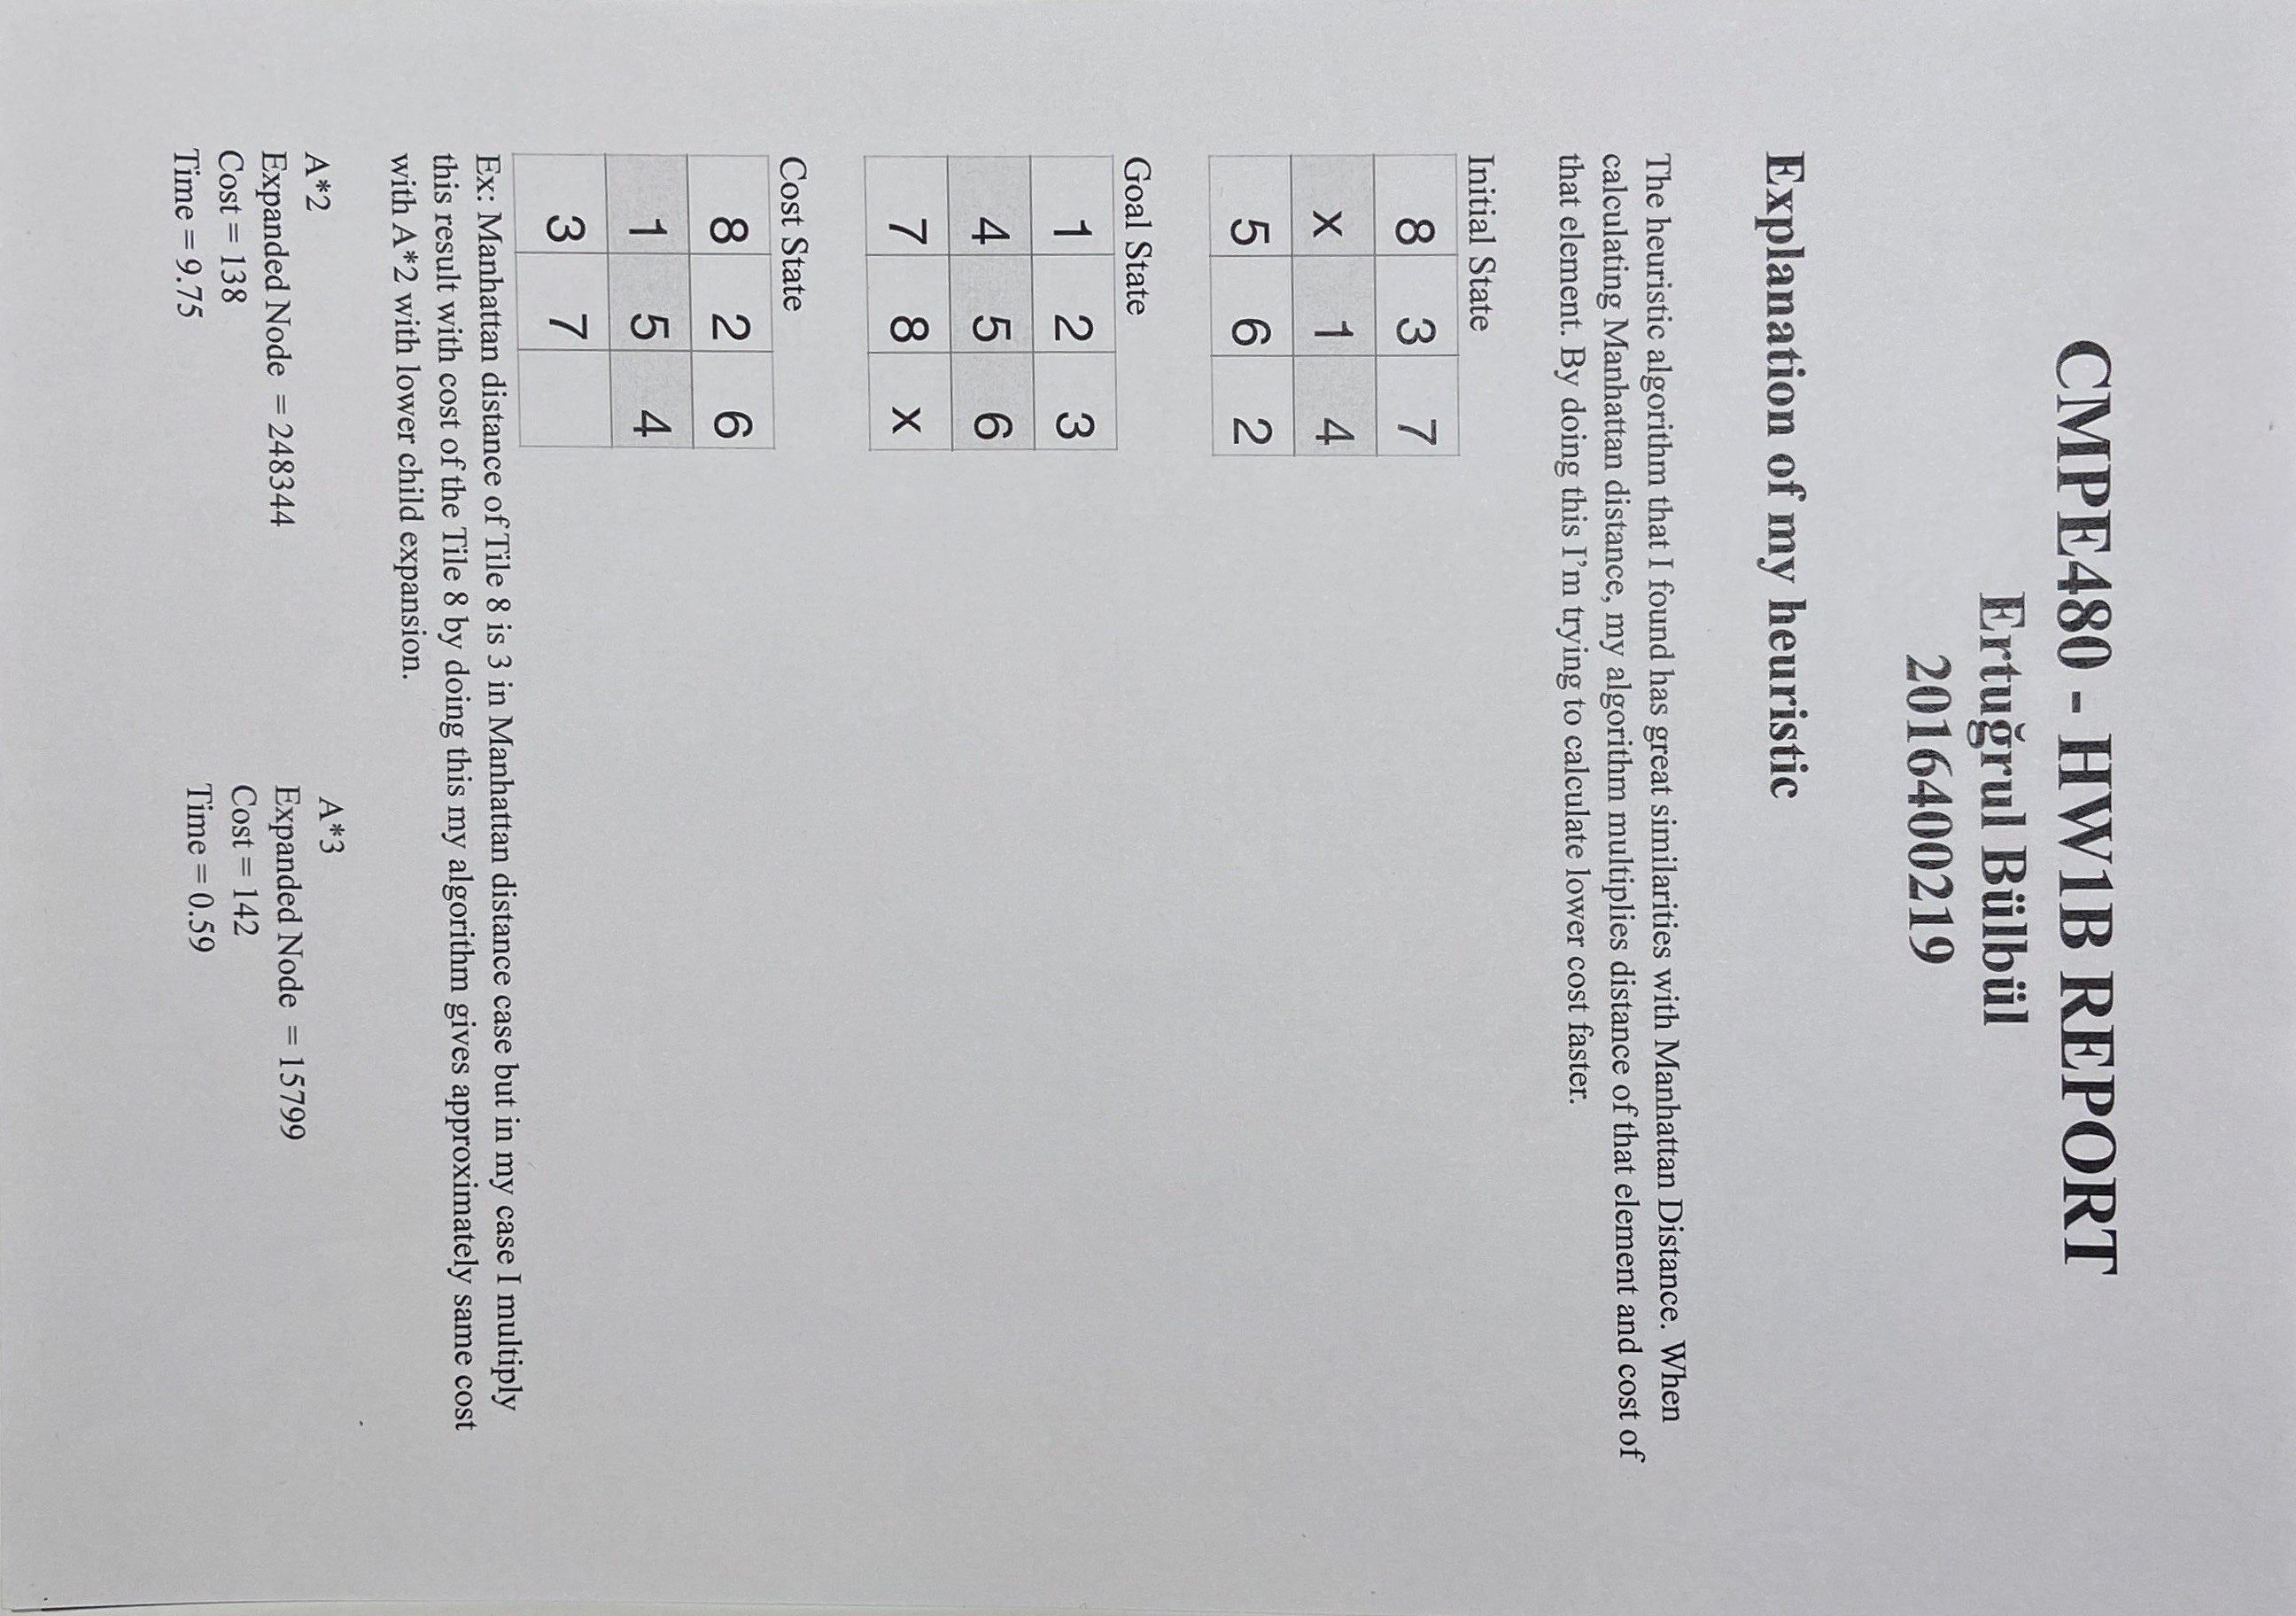 CMPE480 - HW1B REPORT
Ertuğrul Bülbül
2016400219
Explanation of my heuristic
The heuristic algorithm that I found has great similarities with Manhattan Distance. When
calculating Manhattan distance, my algorithm multiplies distance of that element and cost of
that element. By doing this I'm trying to calculate lower cost faster.
Initial State
8 3 7
x 1 4
5 6 2
Goal State
1 2 3
4 5 6
7 8 x
Cost State
8 2 6
1 5 4
3 7
Ex: Manhattan distance of Tile 8 is 3 in Manhattan distance case but in my case I multiply
this result with cost of the Tile 8 by doing this my algorithm gives approximately same cost
with A*2 with lower child expansion.
A*2
Expanded Node = 248344
Cost = 138
Time = 9.75
A*3
Expanded Node = 15799
Cost = 142
Time = 0.59